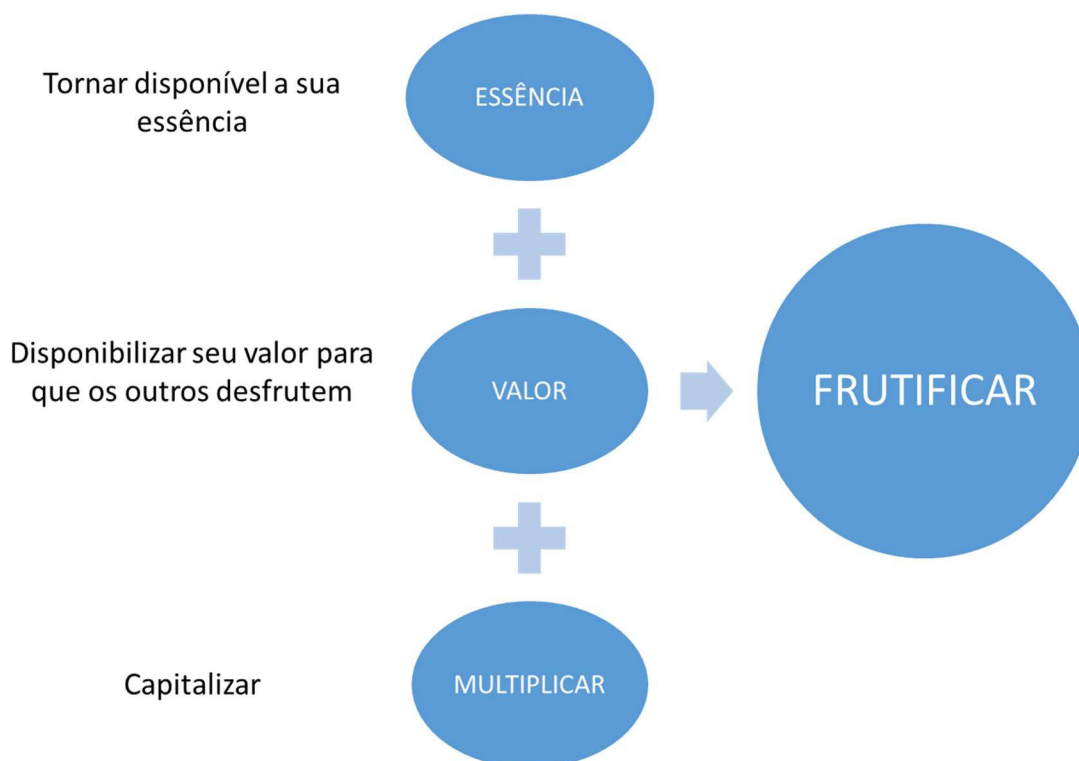 Tornar disponível a sua
essência
ESSÊNCIA
Disponibilizar seu valor para
que os outros desfrutem
VALOR
FRUTIFICAR
Capitalizar
MULTIPLICAR